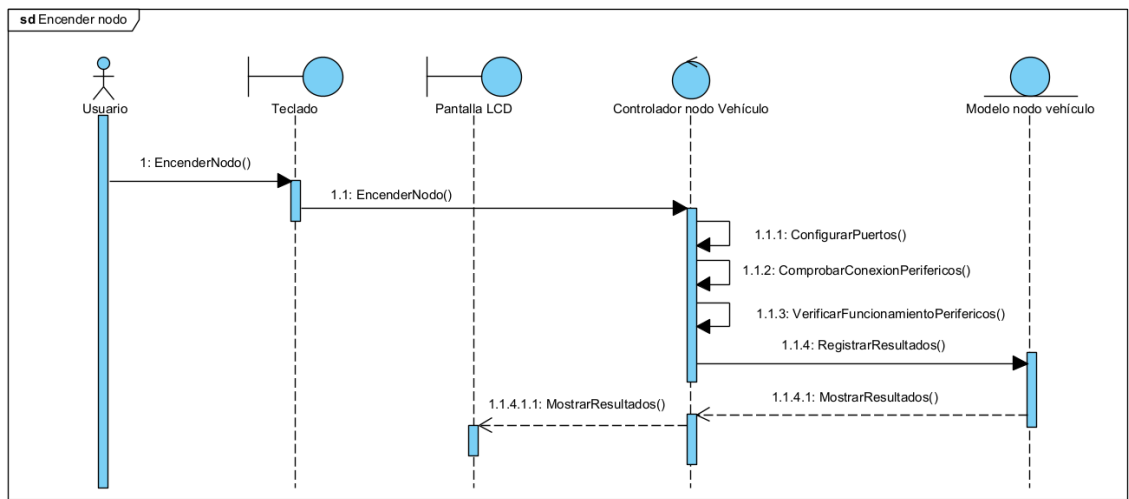 sd Encender nodo
Usuario
Teclado
Pantalla LCD
Controlador nodo Vehículo
Modelo nodo vehículo
1: EncenderNodo()
1.1: EncenderNodo()
1.1.1: ConfigurarPuertos()
1.1.2: ComprobarConexionPerifericos()
1.1.3: VerificarFuncionamientoPerifericos()
1.1.4: RegistrarResultados()
1.1.4.1: MostrarResultados()
1.1.4.1.1: MostrarResultados()